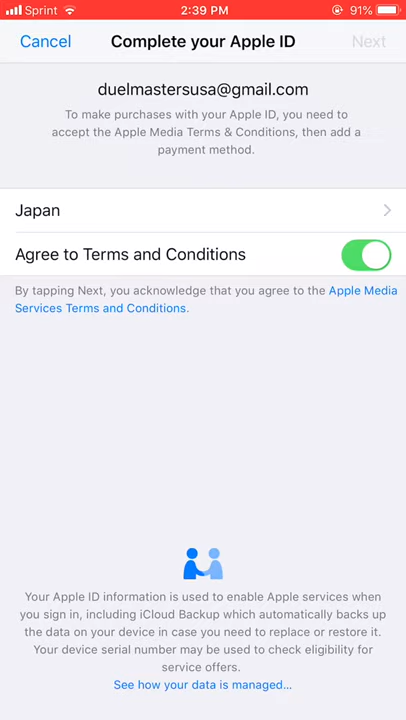 Sprint 2:39 PM 91%
Cancel Complete your Apple ID Next
duelmastersusa@gmail.com
To make purchases with your Apple ID, you need to
accept the Apple Media Terms & Conditions, then add a
payment method.
Japan
Agree to Terms and Conditions
By tapping Next, you acknowledge that you agree to the Apple Media
Services Terms and Conditions.
Your Apple ID information is used to enable Apple services when
you sign in, including iCloud Backup which automatically backs up
the data on your device in case you need to replace or restore it.
Your device serial number may be used to check eligibility for
service offers.
See how your data is managed...